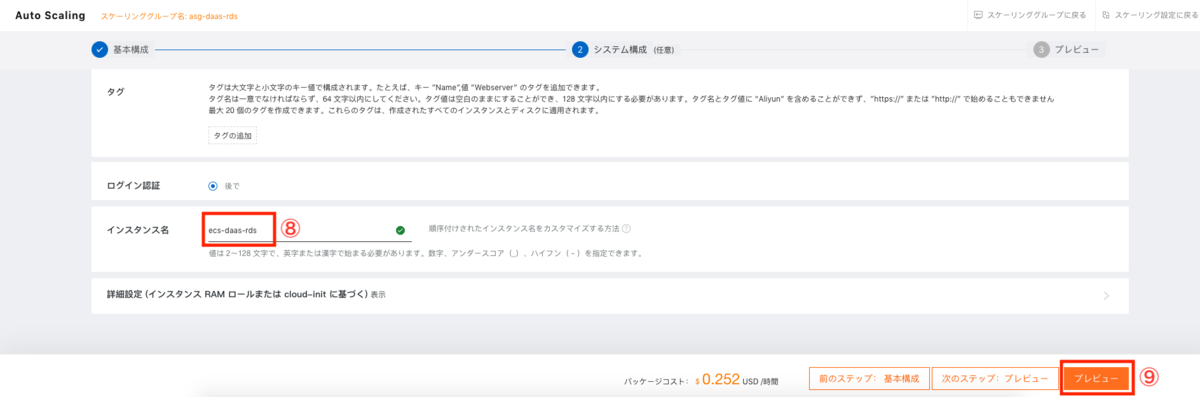 Auto Scaling スケーリンググループ名: asg-daas-rds スケーリンググループに戻る スケーリング設定に戻る
基本構成 2 システム構成 (任意) 3 プレビュー
タグ
タグは大文字と小文字のキー値で構成されます。たとえば、キー "Name",値 "Webserver" のタグを追加できます。
タグ名は一意でなければならず、64 文字以内にしてください。タグ値は空白のままにすることができ、128 文字以内にする必要があります。タグ名とタグ値に "Aliyun" を含めることができず、"https://" または "http://" で始めることもできません
最大 20 個のタグを作成できます。これらのタグは、作成されたすべてのインスタンスとディスクに適用されます。
タグの追加
ログイン認証 後で
インスタンス名 ecs-daas-rds ⑧ 順序付けされたインスタンス名をカスタマイズする方法 ?
値は 2－128 文字で、英字または漢字で始まる必要があります。数字、アンダースコア（_）、ハイフン（-）を指定できます。
詳細設定 (インスタンス RAM ロールまたは cloud-init に基づく) 表示
パッケージコスト: $ 0.252 USD /時間 前のステップ: 基本構成 次のステップ: プレビュー プレビュー ⑨